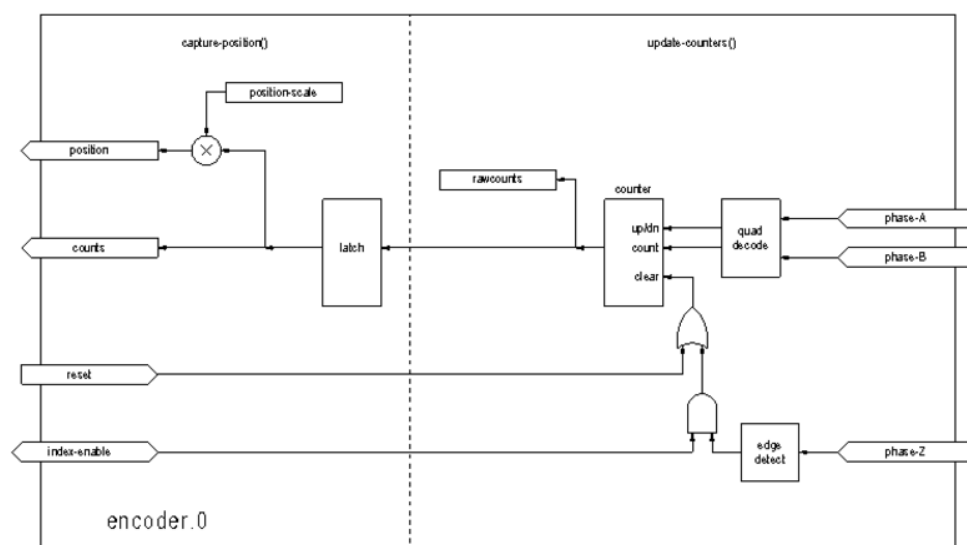 capture-position()
update-counters()
position-scale
position
rawcounts
counter
phase-A
up/dn
quad
decode
counts
latch
count
phase-B
clear
reset
index-enable
edge
detect
phase-Z
encoder.0